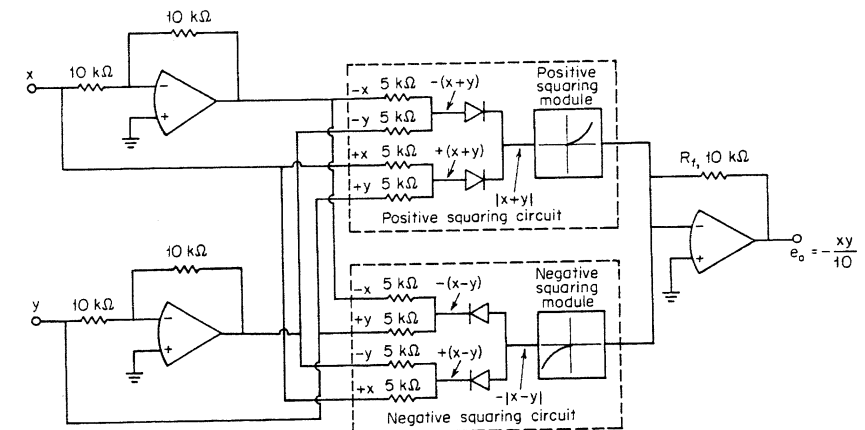 10 kΩ
x
10 kΩ
−
+
−x 5 kΩ
−y 5 kΩ
+x 5 kΩ
+y 5 kΩ
−(x+y)
+(x+y)
|x+y|
Positive
squaring
module
Positive squaring circuit
10 kΩ
y
10 kΩ
−
+
−x 5 kΩ
+y 5 kΩ
−y 5 kΩ
+x 5 kΩ
−(x−y)
+(x−y)
−|x−y|
Negative
squaring
module
Negative squaring circuit
Rf, 10 kΩ
−
+
eo = − xy/10